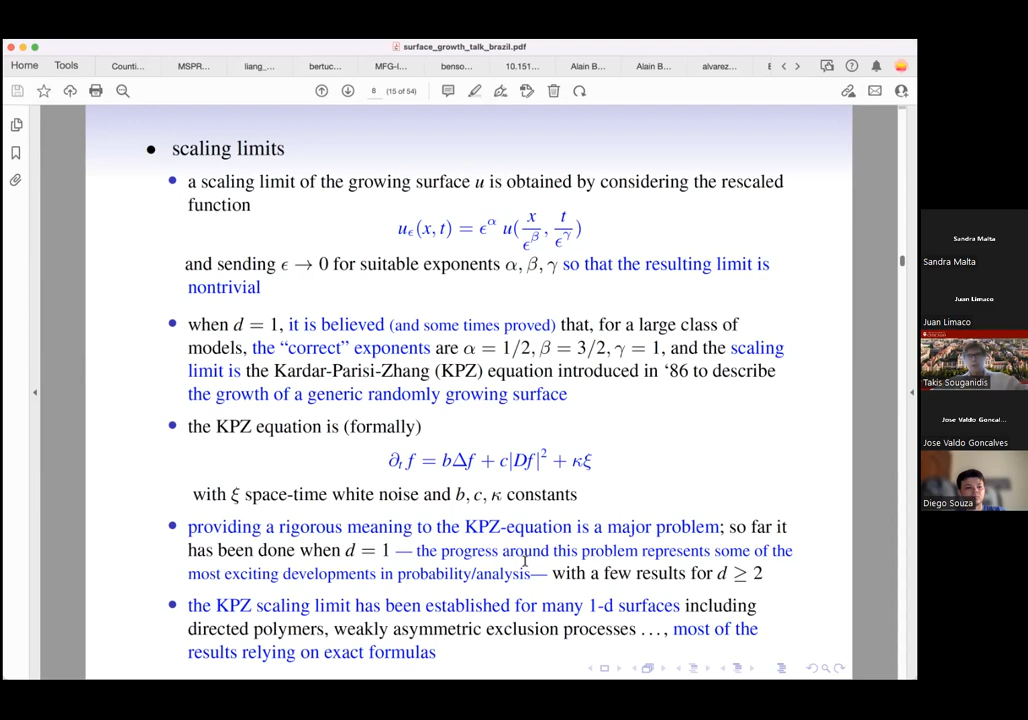 surface_growth_talk_brazil.pdf
Home Tools Counti... MSPR... liang_... bertuc... MFG-I... benso... 10.151... Alain B... Alain B... alvarez...
8 (15 of 54)
• scaling limits
• a scaling limit of the growing surface u is obtained by considering the rescaled
function
u_ϵ(x, t) = ϵ^α u(x/ϵ^β, t/ϵ^γ)
and sending ϵ → 0 for suitable exponents α, β, γ so that the resulting limit is
nontrivial
• when d = 1, it is believed (and some times proved) that, for a large class of
models, the “correct” exponents are α = 1/2, β = 3/2, γ = 1, and the scaling
limit is the Kardar-Parisi-Zhang (KPZ) equation introduced in ‘86 to describe
the growth of a generic randomly growing surface
• the KPZ equation is (formally)
∂_t f = bΔf + c|Df|² + κξ
with ξ space-time white noise and b, c, κ constants
• providing a rigorous meaning to the KPZ-equation is a major problem; so far it
has been done when d = 1 — the progress around this problem represents some of the
most exciting developments in probability/analysis— with a few results for d ≥ 2
• the KPZ scaling limit has been established for many 1-d surfaces including
directed polymers, weakly asymmetric exclusion processes ..., most of the
results relying on exact formulas
Sandra Malta
Sandra Malta
Juan Limaco
Juan Limaco
Takis Souganidis
Jose Valdo Goncal...
Jose Valdo Goncalves
Diego Souza